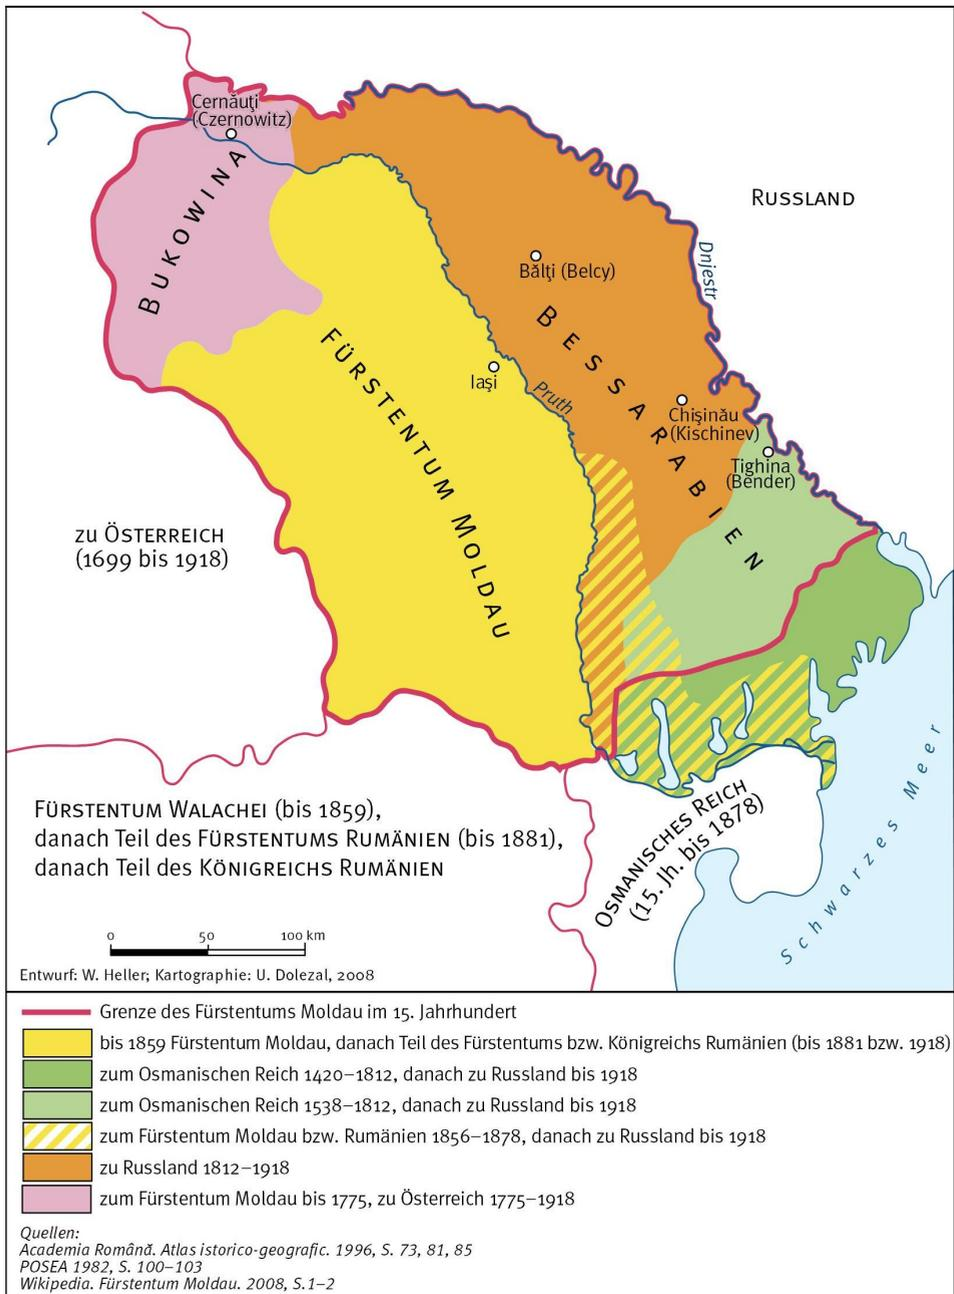 Cernăuţi
(Czernowitz)
BUKOWINA
RUSSLAND
Dnjestr
Bălţi (Belcy)
BESSARABIEN
FÜRSTENTUM MOLDAU
Iaşi
Pruth
Chişinău
(Kischinev)
Tighina
(Bender)
zu ÖSTERREICH
(1699 bis 1918)
FÜRSTENTUM WALACHEI (bis 1859),
danach Teil des FÜRSTENTUMS RUMÄNIEN (bis 1881),
danach Teil des KÖNIGREICHS RUMÄNIEN
OSMANISCHES REICH
(15. Jh. bis 1878)
Schwarzes Meer
0 50 100 km
Entwurf: W. Heller; Kartographie: U. Dolezal, 2008
Grenze des Fürstentums Moldau im 15. Jahrhundert
bis 1859 Fürstentum Moldau, danach Teil des Fürstentums bzw. Königreichs Rumänien (bis 1881 bzw. 1918)
zum Osmanischen Reich 1420–1812, danach zu Russland bis 1918
zum Osmanischen Reich 1538–1812, danach zu Russland bis 1918
zum Fürstentum Moldau bzw. Rumänien 1856–1878, danach zu Russland bis 1918
zu Russland 1812–1918
zum Fürstentum Moldau bis 1775, zu Österreich 1775–1918
Quellen:
Academia Română. Atlas istorico-geografic. 1996, S. 73, 81, 85
POSEA 1982, S. 100–103
Wikipedia. Fürstentum Moldau. 2008, S.1–2